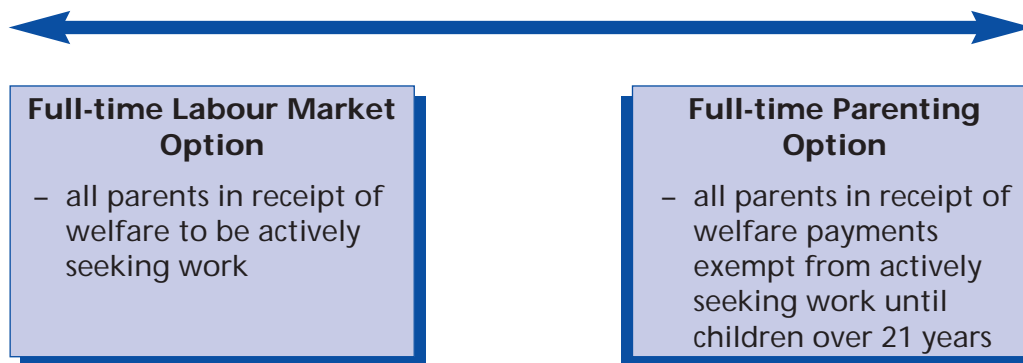 Full-time Labour Market
Option
– all parents in receipt of
welfare to be actively
seeking work
Full-time Parenting
Option
– all parents in receipt of
welfare payments
exempt from actively
seeking work until
children over 21 years